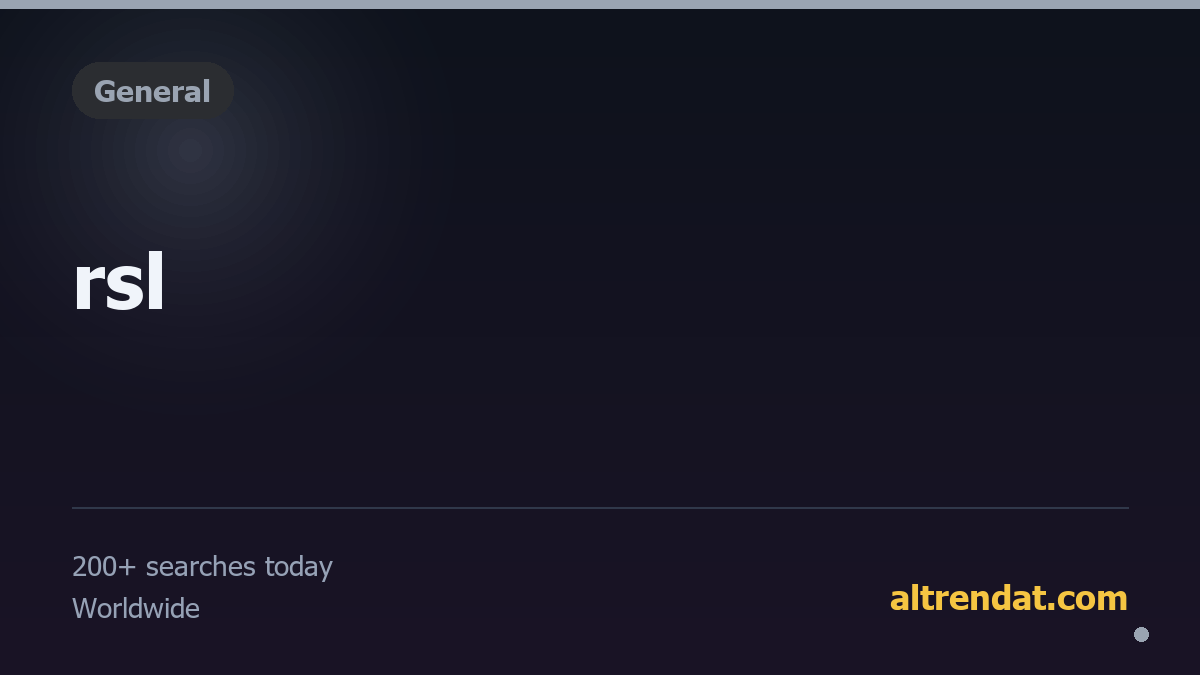 General
rsl
200+ searches today
Worldwide
altrendat.com